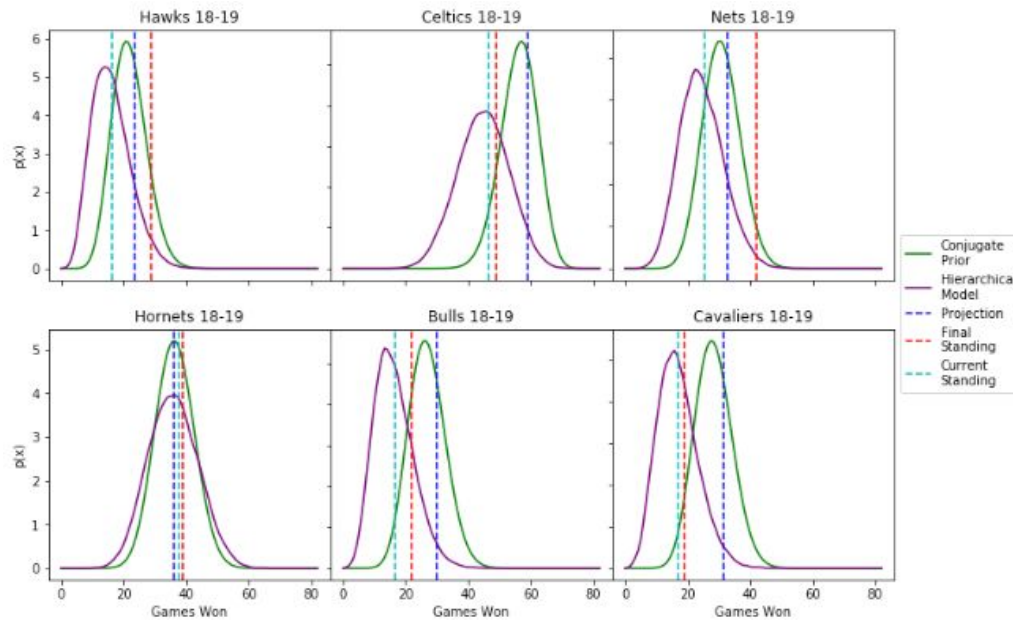 Hawks 18-19
Celtics 18-19
Nets 18-19
6
5
4
3
2
1
0
p(x)
Conjugate
Prior
Hierarchica
Model
Projection
Final
Standing
Current
Standing
Hornets 18-19
Bulls 18-19
Cavaliers 18-19
5
4
3
2
1
0
p(x)
0 20 40 60 80
0 20 40 60 80
0 20 40 60 80
Games Won
Games Won
Games Won